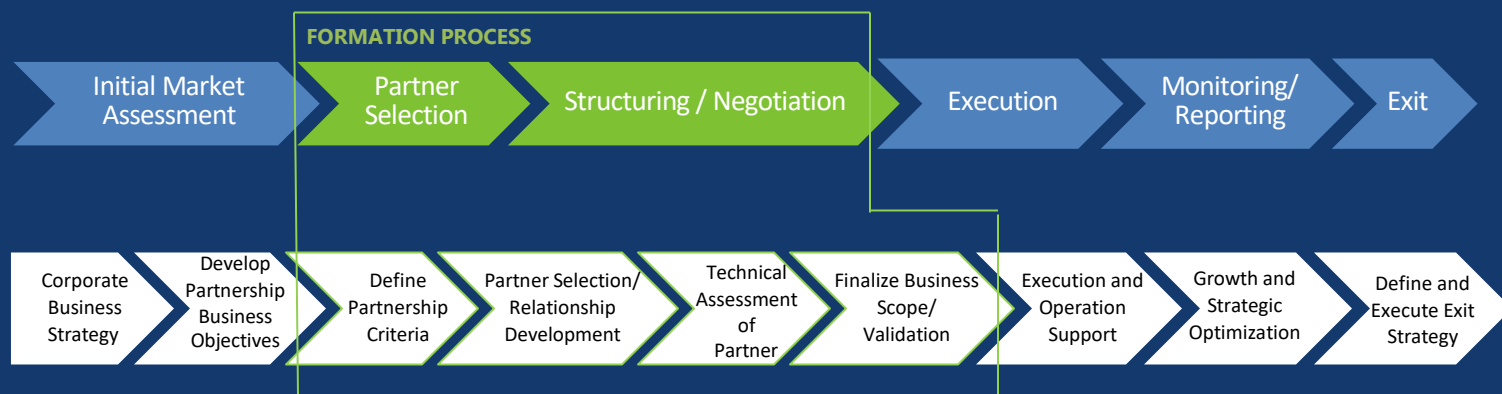 FORMATION PROCESS
Initial Market
Assessment
Partner
Selection
Structuring / Negotiation
Execution
Monitoring/
Reporting
Exit
Corporate
Business
Strategy
Develop
Partnership
Business
Objectives
Define
Partnership
Criteria
Partner Selection/
Relationship
Development
Technical
Assessment
of
Partner
Finalize Business
Scope/
Validation
Execution and
Operation
Support
Growth and
Strategic
Optimization
Define and
Execute Exit
Strategy